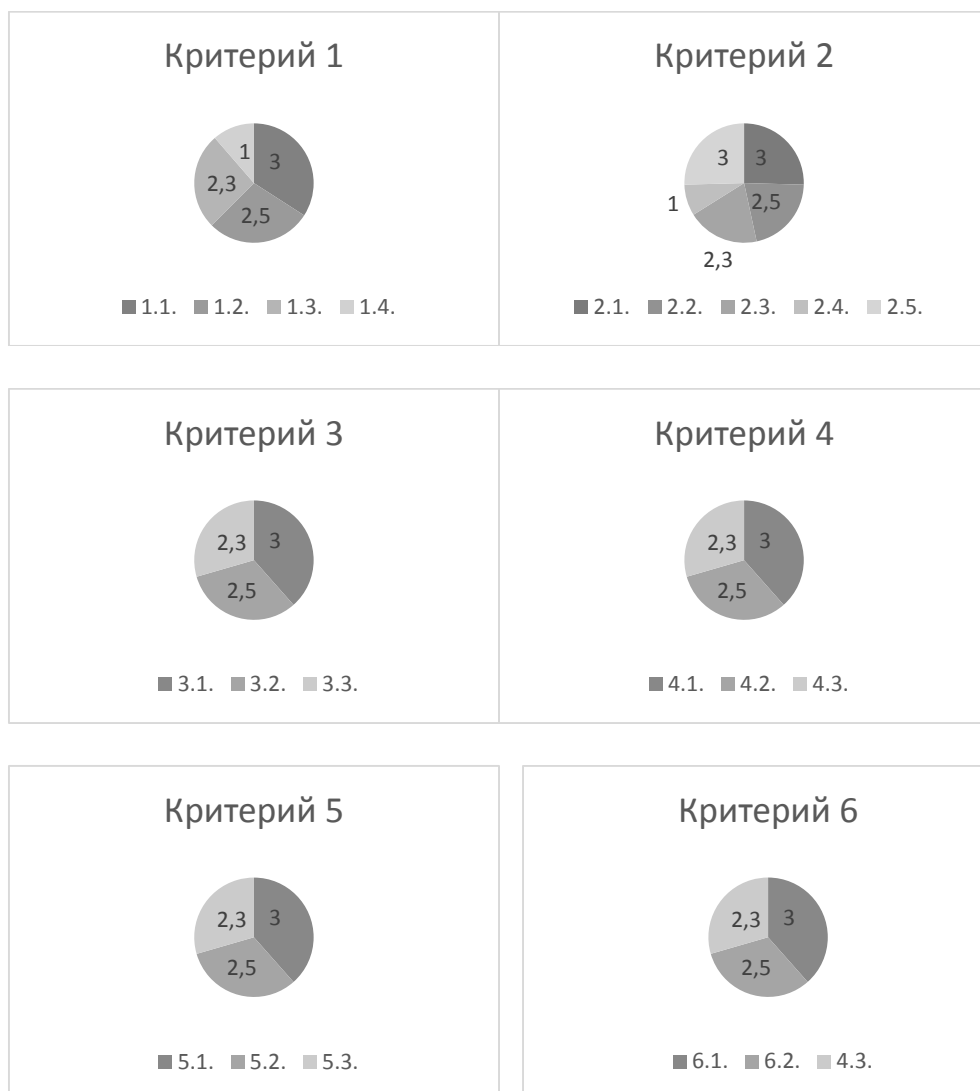 Критерий 1
1
3
2,3
2,5
1.1. 1.2. 1.3. 1.4.
Критерий 2
3
3
1
2,5
2,3
2.1. 2.2. 2.3. 2.4. 2.5.
Критерий 3
2,3
3
2,5
3.1. 3.2. 3.3.
Критерий 4
2,3
3
2,5
4.1. 4.2. 4.3.
Критерий 5
2,3
3
2,5
5.1. 5.2. 5.3.
Критерий 6
2,3
3
2,5
6.1. 6.2. 4.3.